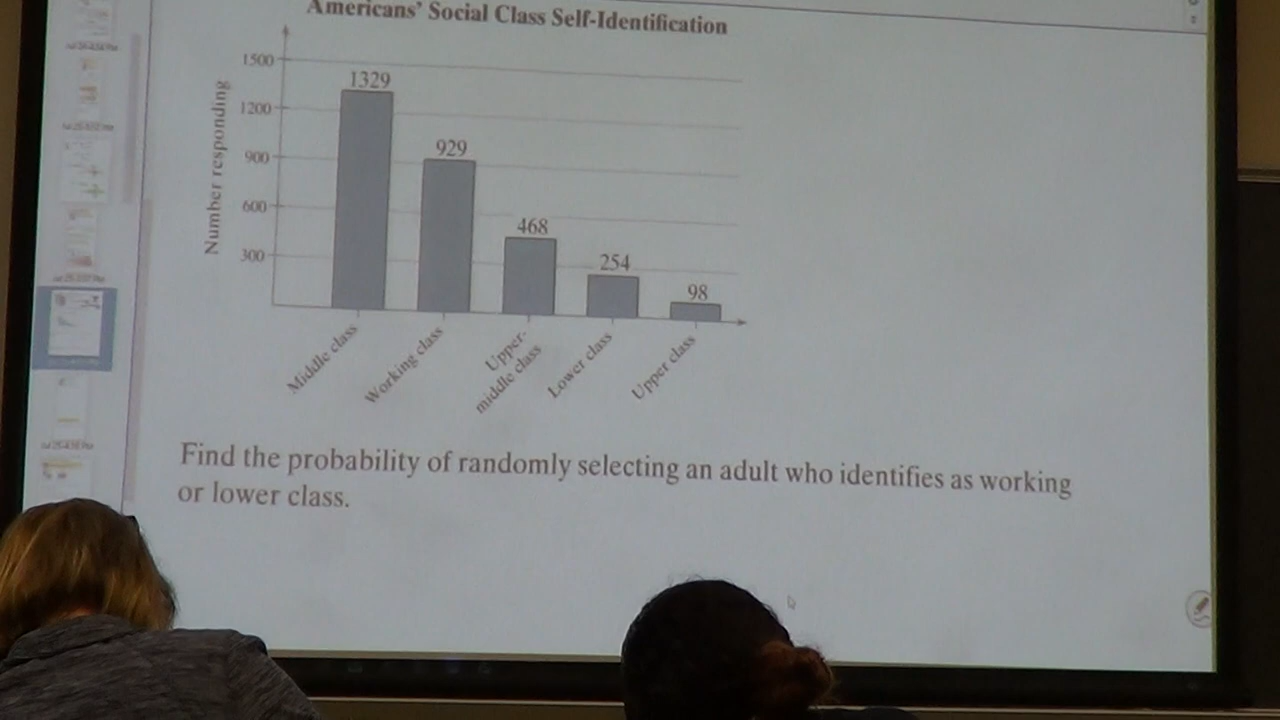 Americans' Social Class Self-Identification
Number responding
1500
1200
900
600
300
1329
929
468
254
98
Middle class
Working class
Upper-
middle class
Lower class
Upper class
Find the probability of randomly selecting an adult who identifies as working
or lower class.